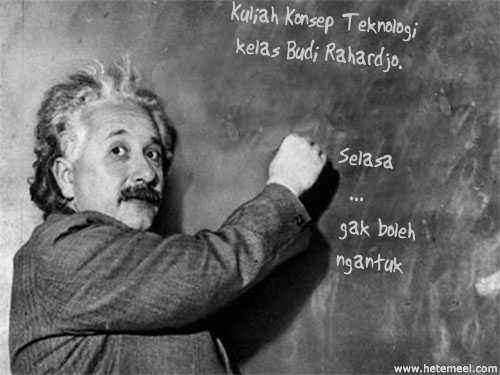 Kuliah Konsep Teknologi
kelas Budi Rahardjo.
Selasa
...
gak boleh
ngantuk
www.hetemeel.com